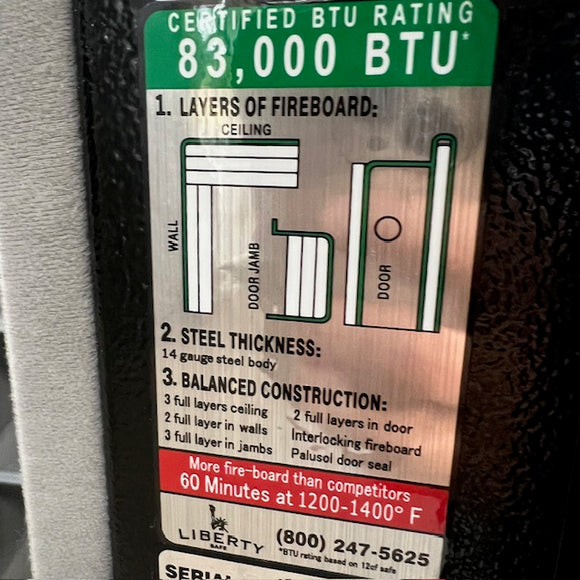 CERTIFIED BTU RATING
83,000 BTU*
1. LAYERS OF FIREBOARD:
CEILING
WALL
DOOR JAMB
DOOR
2. STEEL THICKNESS:
14 gauge steel body
3. BALANCED CONSTRUCTION:
3 full layers ceiling
2 full layer in walls
3 full layer in jambs
2 full layers in door
Interlocking fireboard
Palusol door seal
More fire-board than competitors
60 Minutes at 1200-1400° F
LIBERTY
SAFE
(800) 247-5625
*BTU rating based on 12cf safe